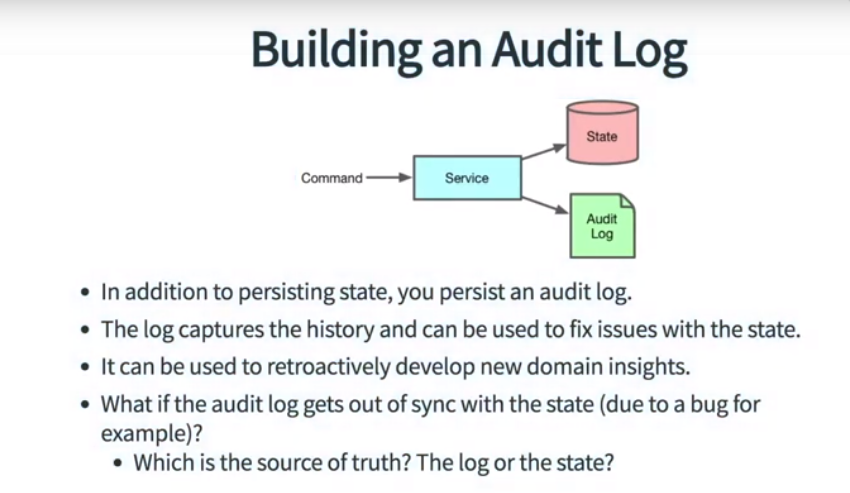 Building an Audit Log
State
Command
Service
Audit
Log
• In addition to persisting state, you persist an audit log.
• The log captures the history and can be used to fix issues with the state.
• It can be used to retroactively develop new domain insights.
• What if the audit log gets out of sync with the state (due to a bug for
example)?
• Which is the source of truth? The log or the state?